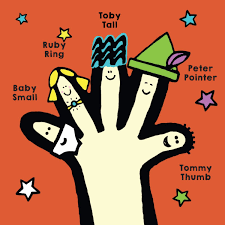 Toby
Tall
Ruby
Ring
Peter
Pointer
Baby
Small
Tommy
Thumb